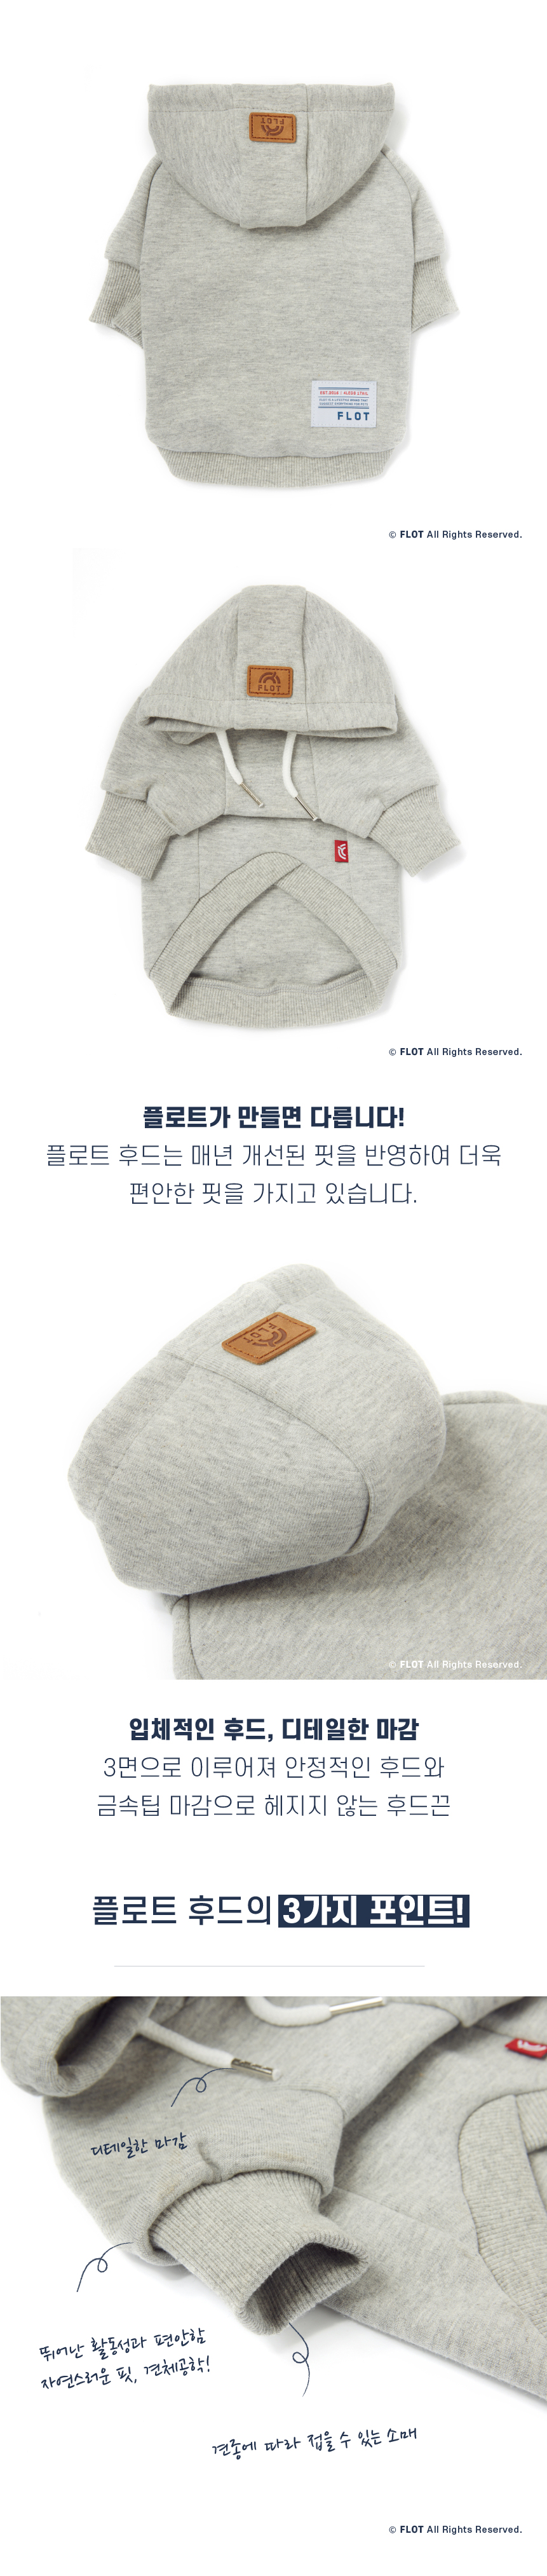 FLOT
FLOT
© FLOT All Rights Reserved.
FLOT
© FLOT All Rights Reserved.
플로트가 만들면 다릅니다!
플로트 후드는 매년 개선된 핏을 반영하여 더욱
편안한 핏을 가지고 있습니다.
FLOT
© FLOT All Rights Reserved.
입체적인 후드, 디테일한 마감
3면으로 이루어져 안정적인 후드와
금속팁 마감으로 헤지지 않는 후드끈
플로트 후드의 3가지 포인트!
디테일한 마감
뛰어난 활동성과 편안함
자연스러운 핏, 견체공학!
견종에 따라 접을 수 있는 소매
© FLOT All Rights Reserved.